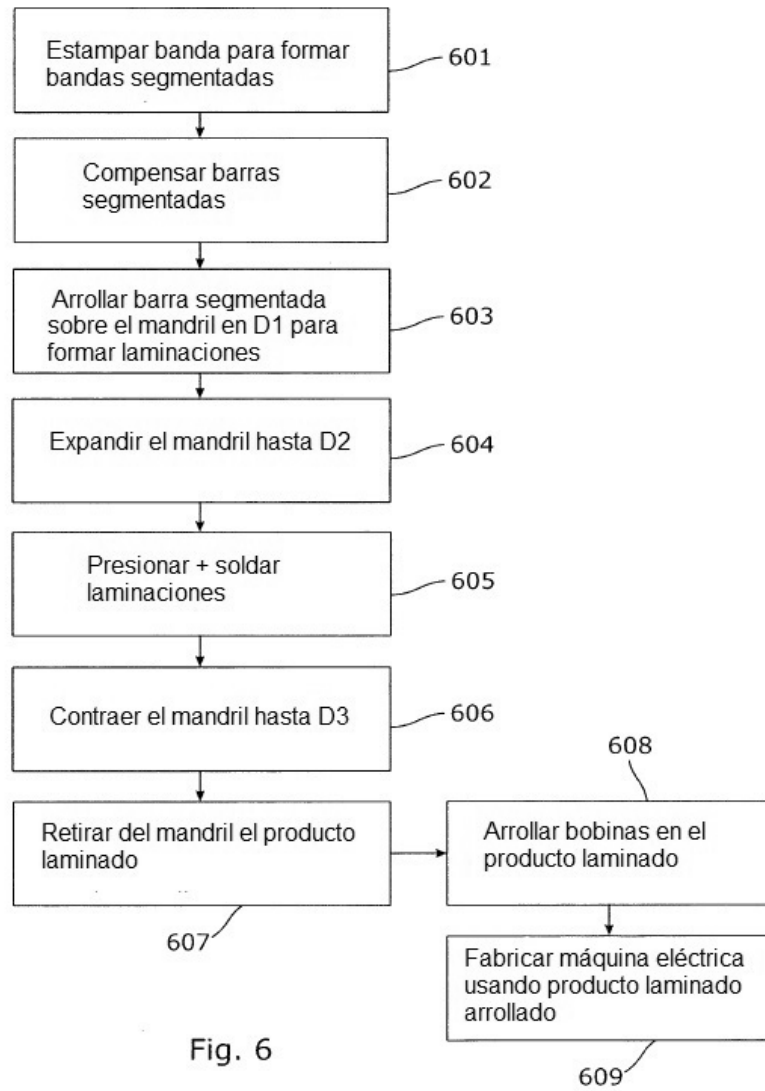 Estampar banda para formar
bandas segmentadas
601
Compensar barras
segmentadas
602
Arrollar barra segmentada
sobre el mandril en D1 para
formar laminaciones
603
Expandir el mandril hasta D2
604
Presionar + soldar
laminaciones
605
Contraer el mandril hasta D3
606
Retirar del mandril el producto
laminado
607
608
Arrollar bobinas en el
producto laminado
Fabricar máquina eléctrica
usando producto laminado
arrollado
609
Fig. 6